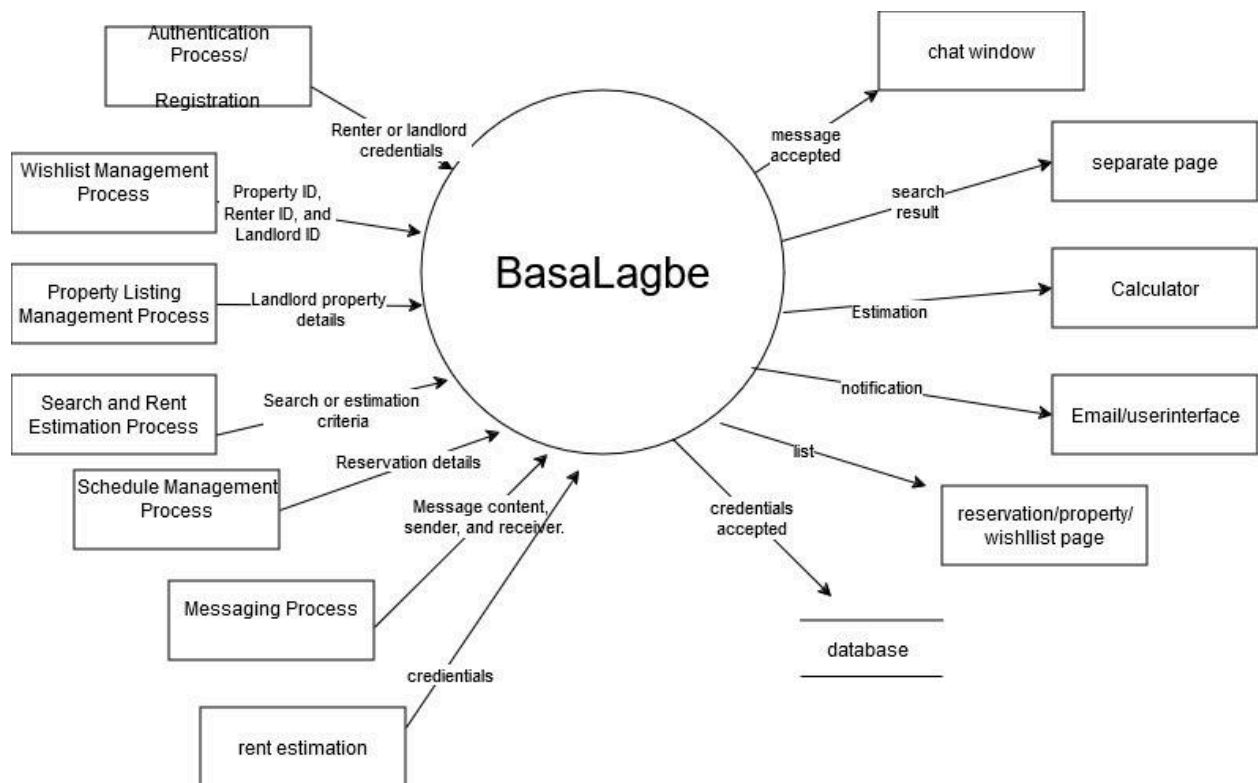 Authentication
Process/
Registration
Renter or landlord
credentials
Wishlist Management
Process
Property ID,
Renter ID, and
Landlord ID
Property Listing
Management Process
Landlord property
details
Search and Rent
Estimation Process
Search or estimation
criteria
Schedule Management
Process
Reservation details
Messaging Process
Message content,
sender, and receiver.
rent estimation
credientials
BasaLagbe
message
accepted
chat window
search
result
separate page
Estimation
Calculator
notification
Email/userinterface
list
reservation/property/
wishllist page
credentials
accepted
database